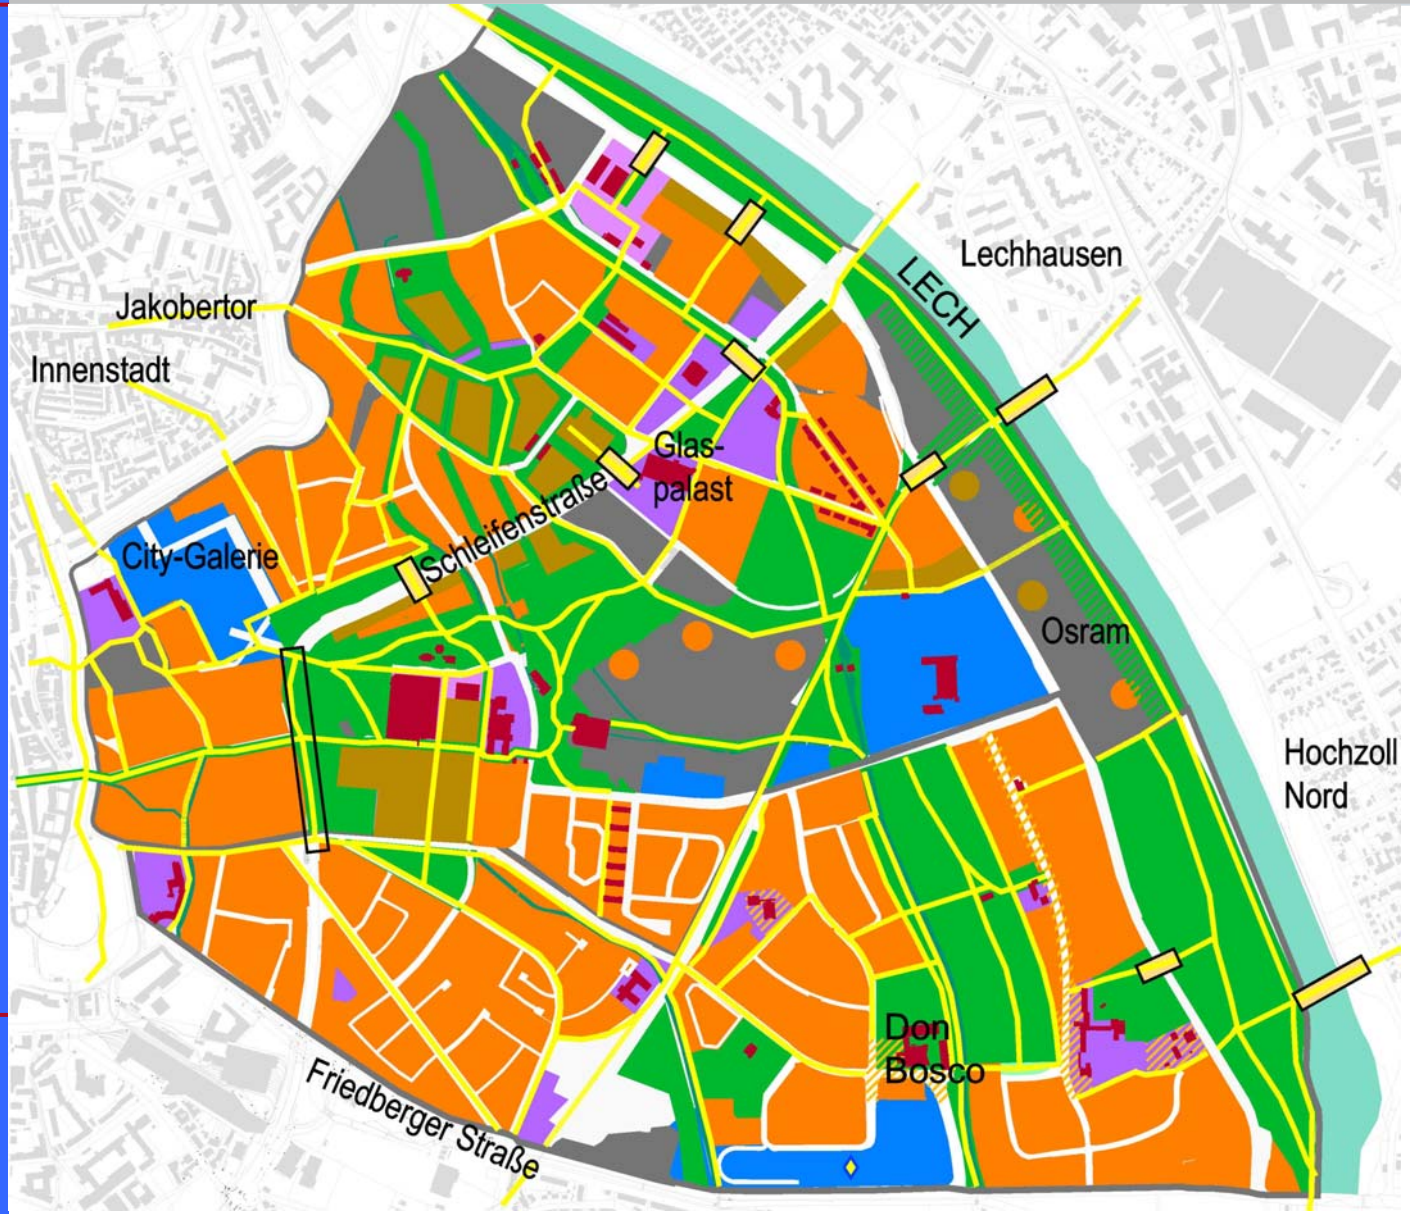 Lechhausen
LECH
Jakobertor
Innenstadt
Glas-
palast
Schleifenstraße
City-Galerie
Osram
Hochzoll
Nord
Don
Bosco
Friedberger Straße